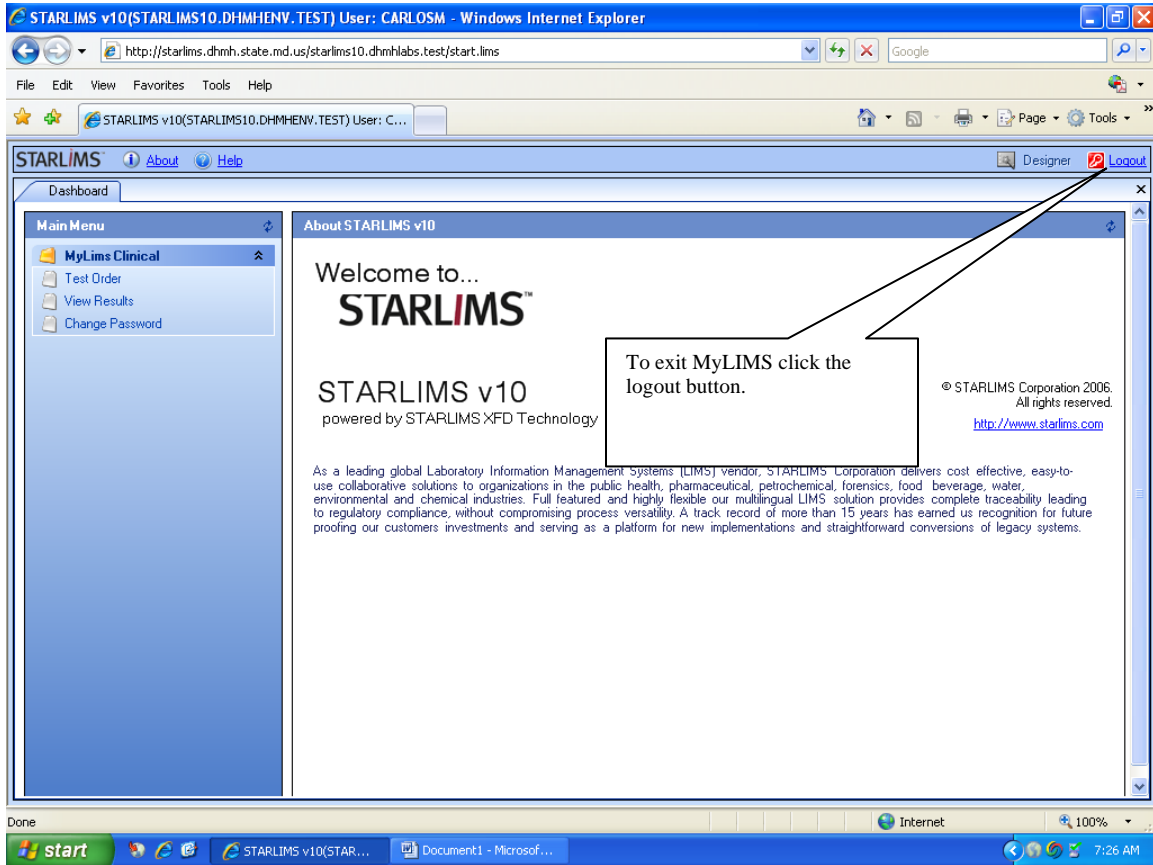 STARLIMS v10(STARLIMS10.DHMHENV.TEST) User: CARLOSM - Windows Internet Explorer
http://starlims.dhmh.state.md.us/starlims10.dhmhlabs.test/start.lims
Google
File Edit View Favorites Tools Help
STARLIMS v10(STARLIMS10.DHMHENV.TEST) User: C...
Page Tools
STARLIMS About Help Designer Logout
Dashboard
Main Menu
MyLims Clinical
Test Order
View Results
Change Password
About STARLIMS v10
Welcome to...
STARLIMS™
To exit MyLIMS click the
logout button.
STARLIMS v10
powered by STARLIMS XFD Technology
© STARLIMS Corporation 2006.
All rights reserved.
http://www.starlims.com
As a leading global Laboratory Information Management Systems (LIMS) vendor, STARLIMS Corporation delivers cost effective, easy-to-
use collaborative solutions to organizations in the public health, pharmaceutical, petrochemical, forensics, food beverage, water,
environmental and chemical industries. Full featured and highly flexible our multilingual LIMS solution provides complete traceability leading
to regulatory compliance, without compromising process versatility. A track record of more than 15 years has earned us recognition for future
proofing our customers investments and serving as a platform for new implementations and straightforward conversions of legacy systems.
Done
Internet
100%
start
STARLIMS v10(STAR...
Document1 - Microsof...
7:26 AM